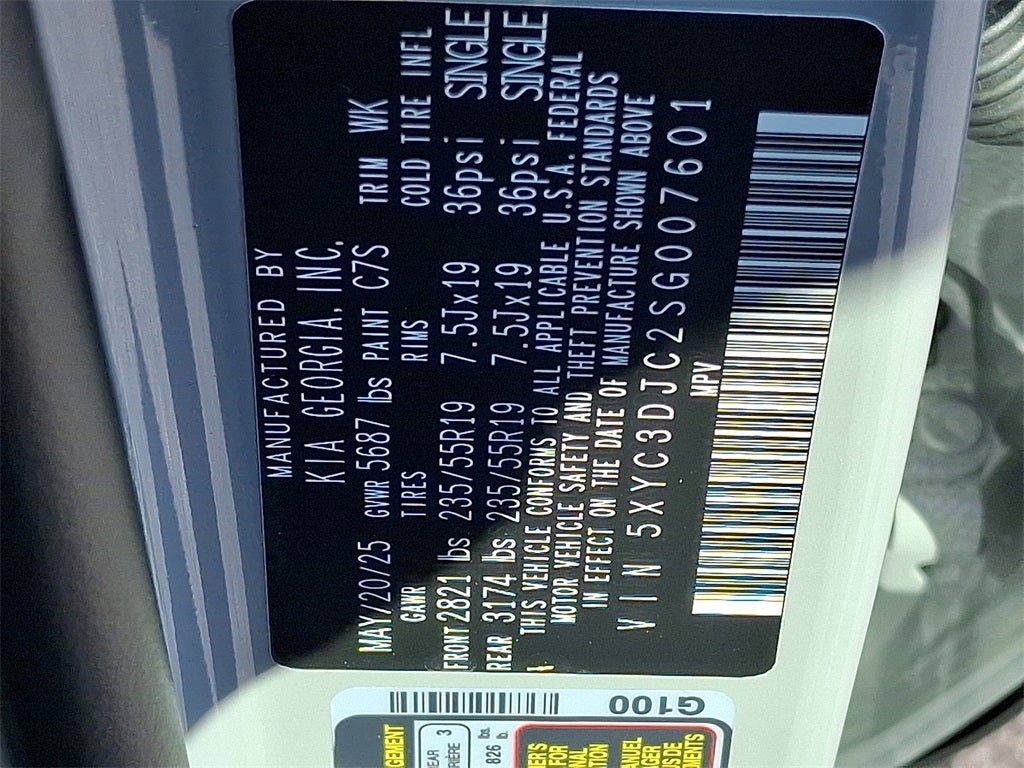 MANUFACTURED BY
KIA GEORGIA, INC.
MAY/20/25 GVWR 5687 lbs PAINT C7S TRIM WK
GAWR TIRES RIMS COLD TIRE INFL
FRONT 2821 lbs 235/55R19 7.5Jx19 36psi SINGLE
REAR 3174 lbs 235/55R19 7.5Jx19 36psi SINGLE
THIS VEHICLE CONFORMS TO ALL APPLICABLE U.S.A. FEDERAL
MOTOR VEHICLE SAFETY AND THEFT PREVENTION STANDARDS
IN EFFECT ON THE DATE OF MANUFACTURE SHOWN ABOVE
VIN 5XYC3DJC2SG007601
MPV
G100
3
826 lbs.